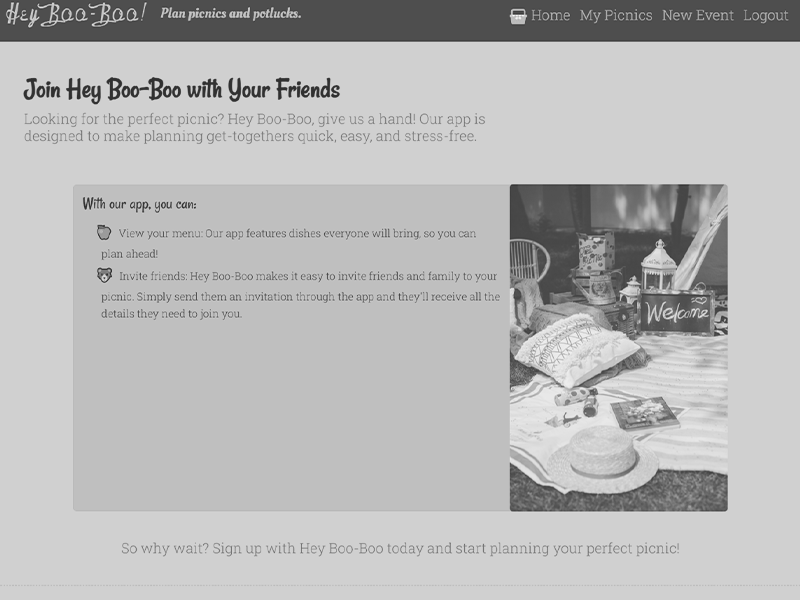 Hey Boo-Boo! Plan picnics and potlucks. Home My Picnics New Event Logout
Join Hey Boo-Boo with Your Friends
Looking for the perfect picnic? Hey Boo-Boo, give us a hand! Our app is
designed to make planning get-togethers quick, easy, and stress-free.
With our app, you can:
View your menu: Our app features dishes everyone will bring, so you can
plan ahead!
Invite friends: Hey Boo-Boo makes it easy to invite friends and family to your
picnic. Simply send them an invitation through the app and they'll receive all the
details they need to join you.
Welcome
So why wait? Sign up with Hey Boo-Boo today and start planning your perfect picnic!